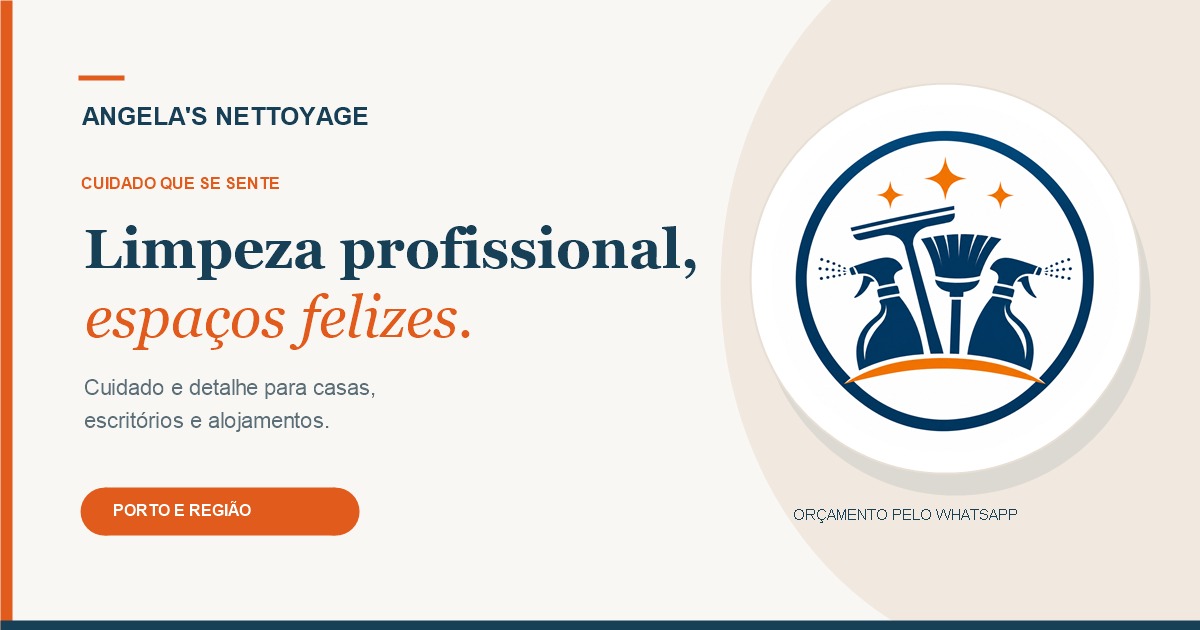 ANGELA'S NETTOYAGE
CUIDADO QUE SE SENTE
Limpeza profissional,
espaços felizes.
Cuidado e detalhe para casas,
escritórios e alojamentos.
PORTO E REGIÃO
ORÇAMENTO PELO WHATSAPP